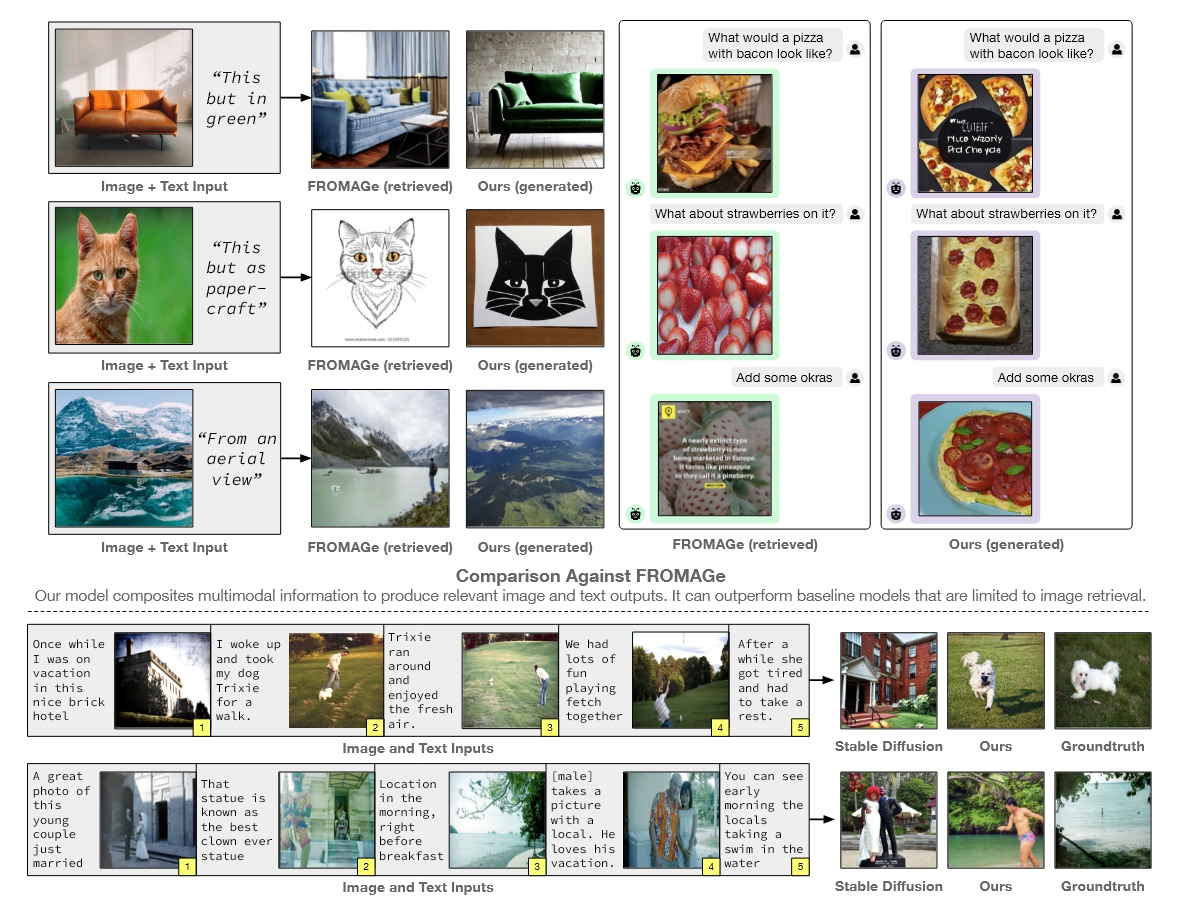 “This
but in
green”
Image + Text Input
FROMAGe (retrieved)
Ours (generated)
“This
but as
paper-
craft”
shutterstock
www.shutterstock.com
Image + Text Input
FROMAGe (retrieved)
Ours (generated)
“From an
aerial
view”
Image + Text Input
FROMAGe (retrieved)
Ours (generated)
What would a pizza
with bacon look like?
What about strawberries on it?
Add some okras
A nearly extinct type
of strawberry is now
being marketed in Europe.
It tastes like pineapple
so they call it a pineberry.
FROMAGe (retrieved)
What would a pizza
with bacon look like?
What about strawberries on it?
Add some okras
Ours (generated)
Comparison Against FROMAGe
Our model composites multimodal information to produce relevant image and text outputs. It can outperform baseline models that are limited to image retrieval.
Once while
I was on
vacation
in this
nice brick
hotel
1
I woke up
and took
my dog
Trixie
for a
walk.
2
Trixie
ran
around
and
enjoyed
the fresh
air.
3
We had
lots of
fun
playing
fetch
together
4
After a
while she
got tired
and had
to take a
rest.
5
Image and Text Inputs
Stable Diffusion
Ours
Groundtruth
A great
photo of
this
young
couple
just
married
1
That
statue is
known as
the best
clown ever
statue
2
Location
in the
morning,
right
before
breakfast
3
[male]
takes a
picture
with a
local. He
loves his
vacation.
4
You can see
early
morning the
locals
taking a
swim in the
water
5
Image and Text Inputs
Stable Diffusion
Ours
Groundtruth